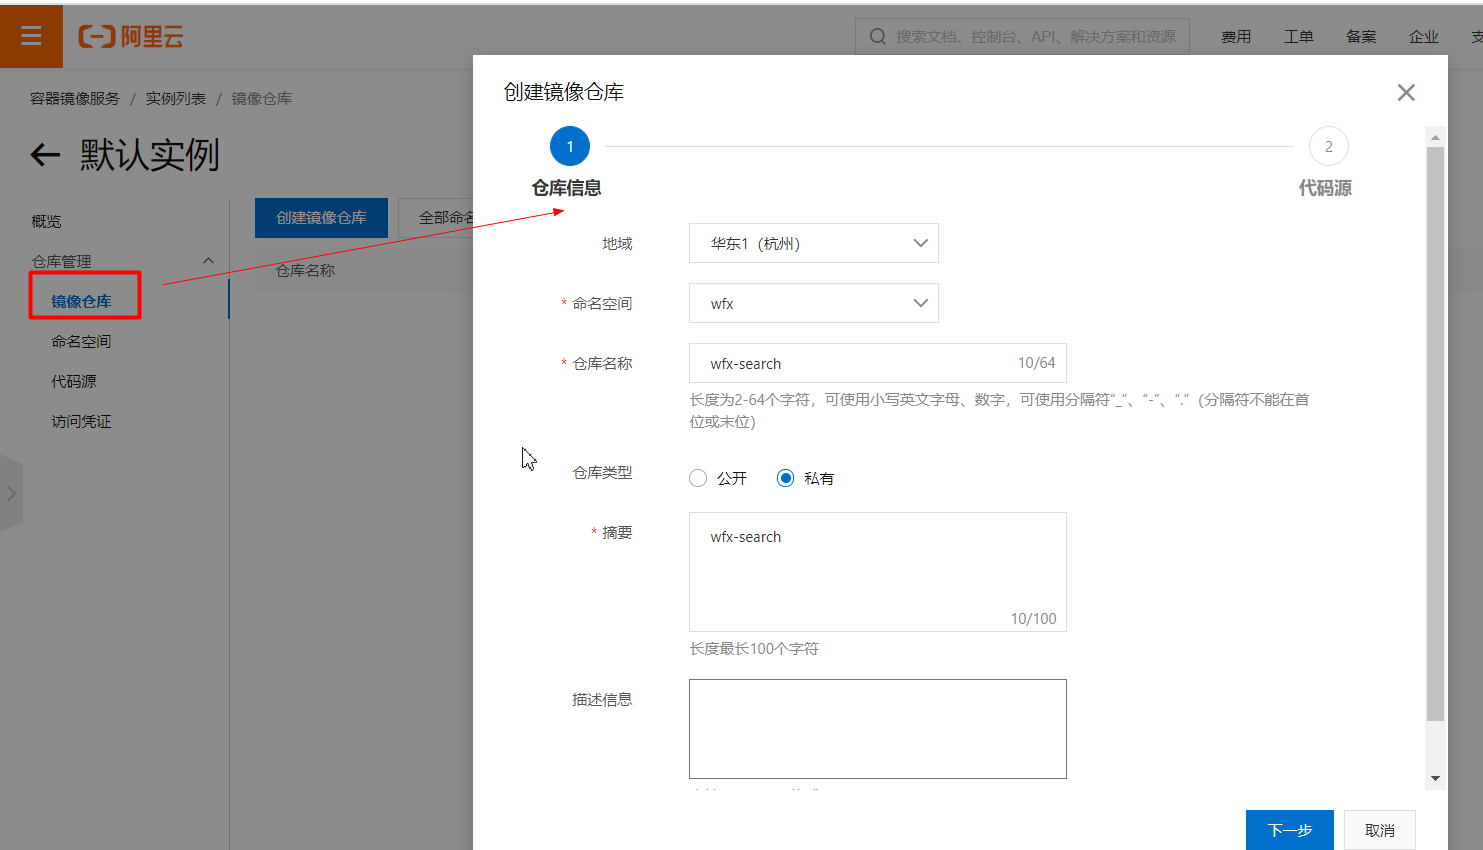 阿里云
搜索文档、控制台、API、解决方案和资源
费用
工单
备案
企业
支
容器镜像服务 / 实例列表 / 镜像仓库
默认实例
概览
仓库管理
镜像仓库
命名空间
代码源
访问凭证
创建镜像仓库
全部命名
仓库名称
创建镜像仓库
1
仓库信息
2
代码源
地域
华东1（杭州）
* 命名空间
wfx
* 仓库名称
wfx-search
10/64
长度为2-64个字符，可使用小写英文字母、数字，可使用分隔符“_”、“-”、“.”（分隔符不能在首
位或末位）
仓库类型
公开
私有
* 摘要
wfx-search
10/100
长度最长100个字符
描述信息
下一步
取消